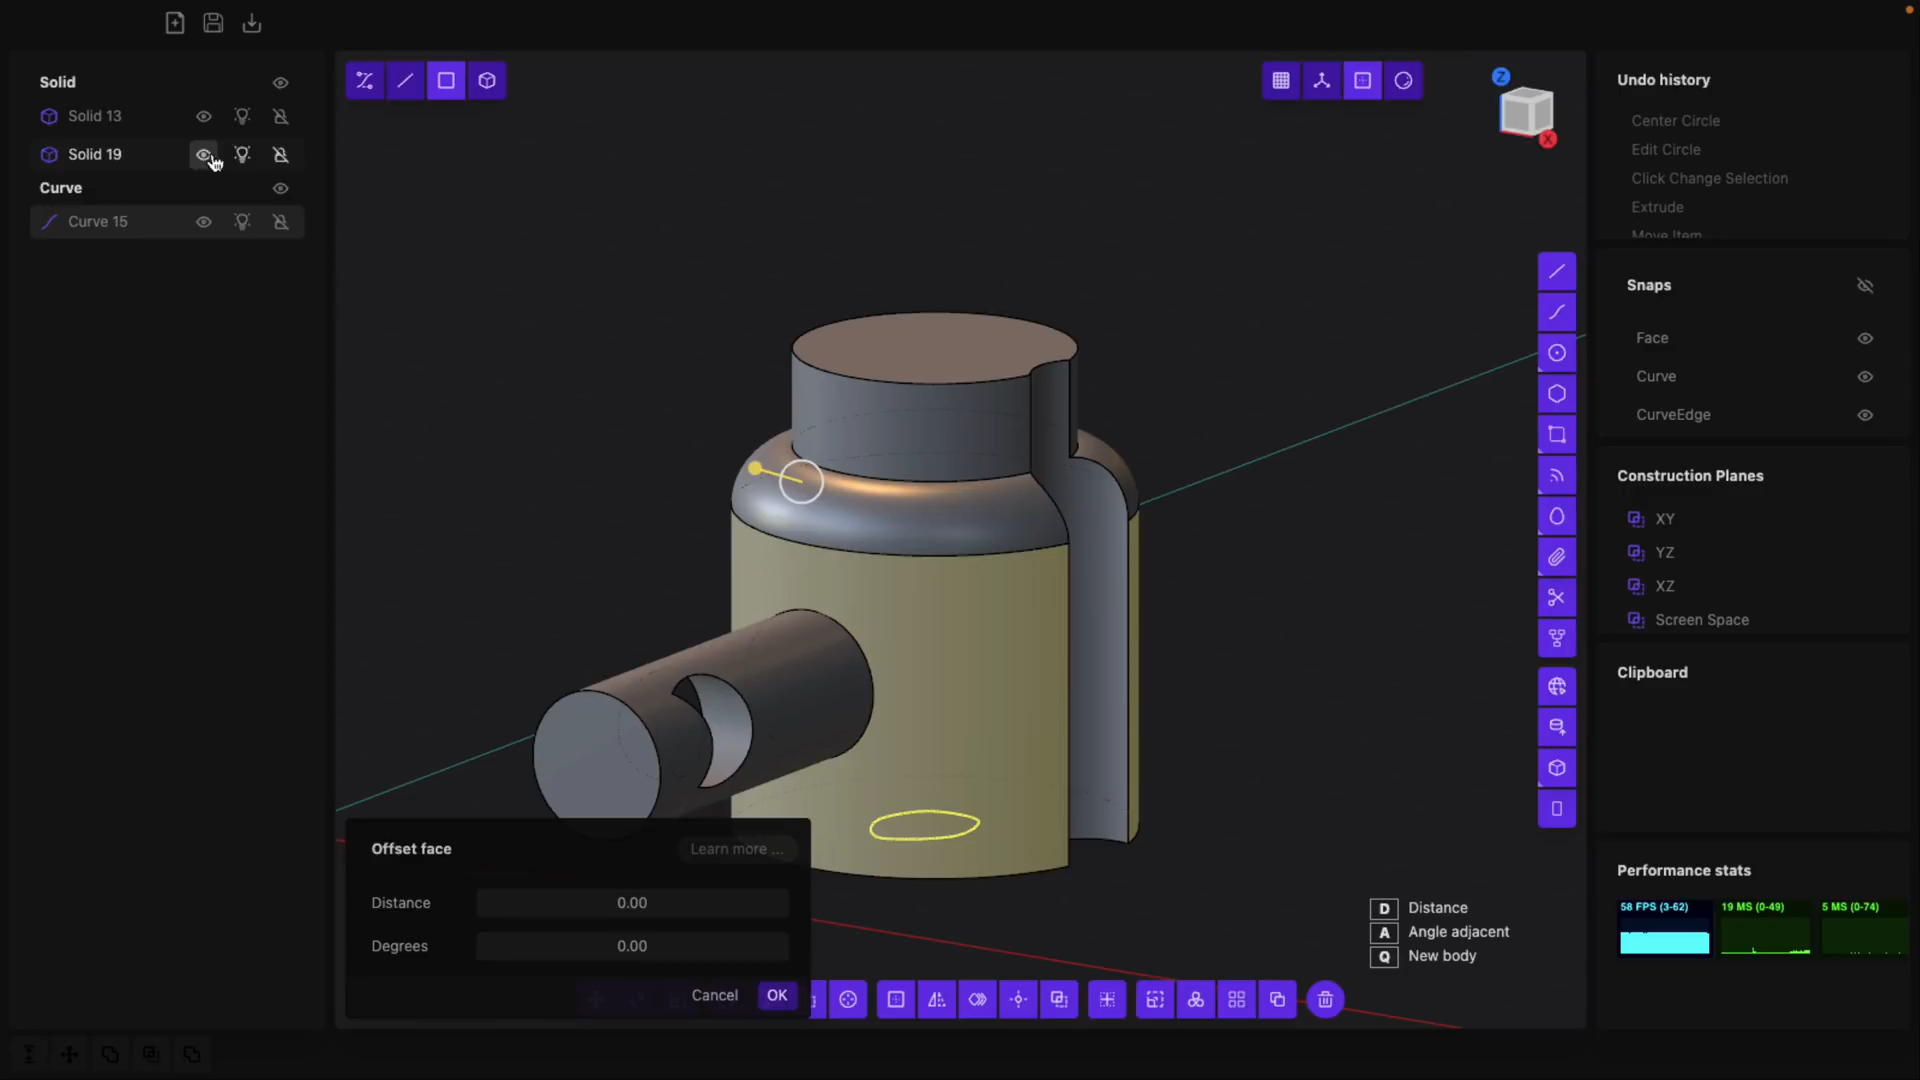 Solid
Solid 13
Solid 19
Curve
Curve 15
Z
X
Undo history
Center Circle
Edit Circle
Click Change Selection
Extrude
Move Item
Snaps
Face
Curve
CurveEdge
Construction Planes
XY
YZ
XZ
Screen Space
Clipboard
Performance stats
58 FPS (3-62)
19 MS (0-49)
5 MS (0-74)
Offset face
Learn more ...
Distance
0.00
Degrees
0.00
Cancel
OK
D Distance
A Angle adjacent
Q New body